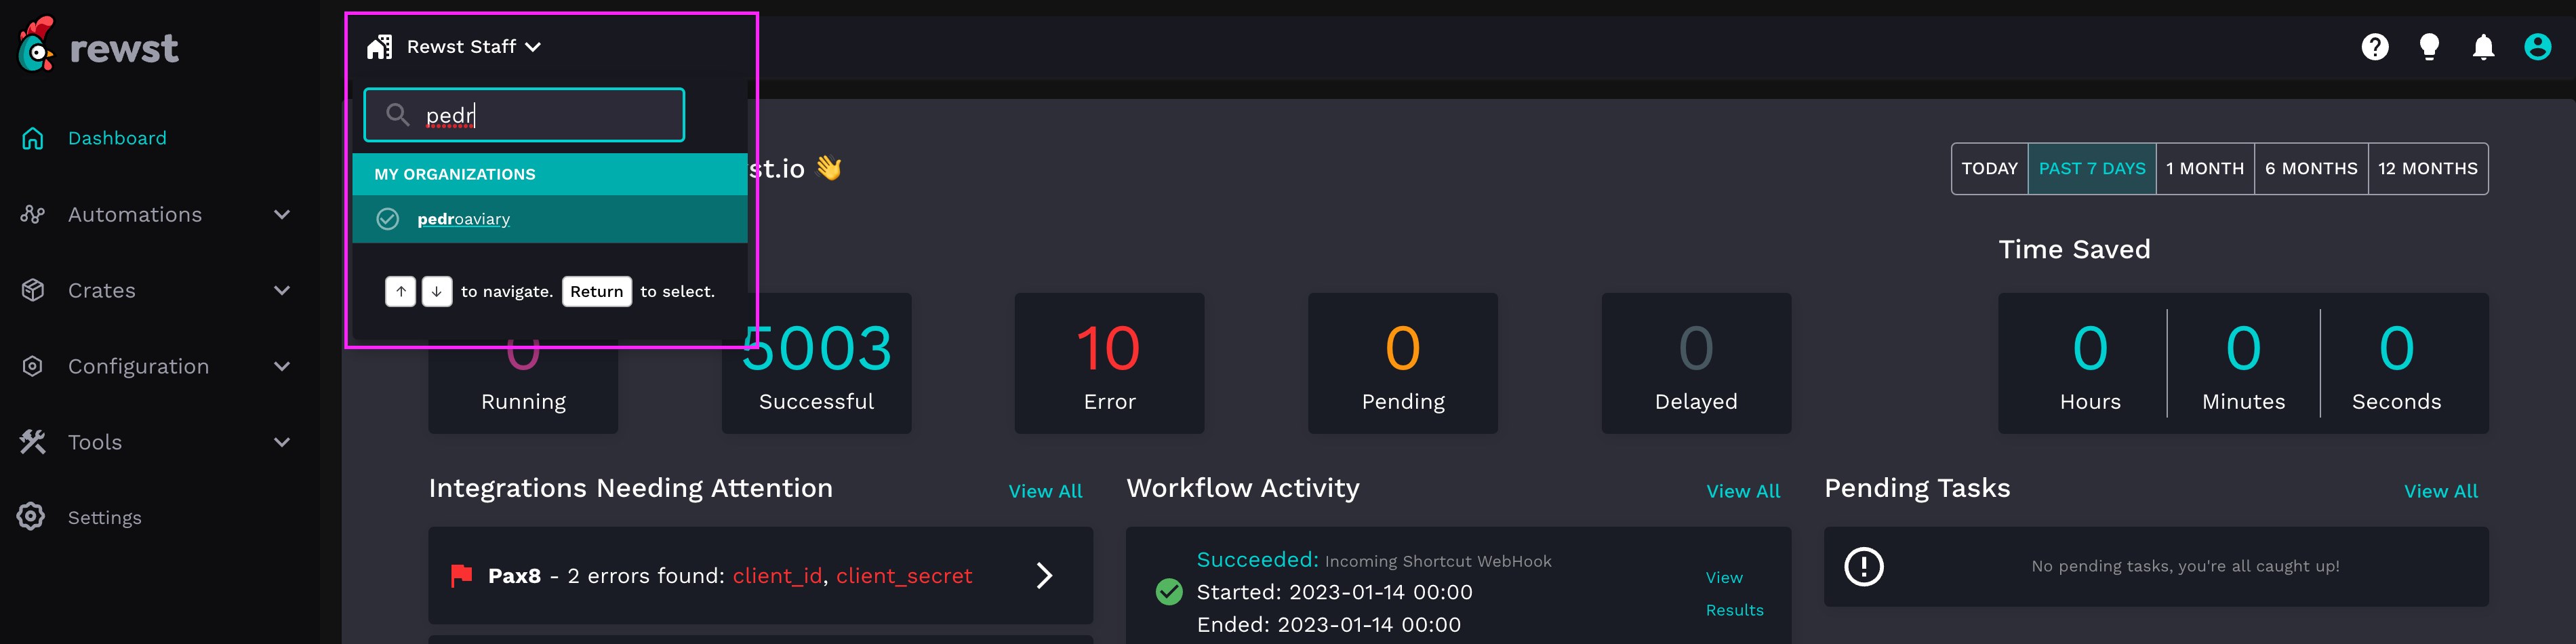 rewst
Dashboard
Automations
Crates
Configuration
Tools
Settings
Rewst Staff
pedr
MY ORGANIZATIONS
pedroaviary
↑ ↓ to navigate. Return to select.
st.io 👋
TODAY PAST 7 DAYS 1 MONTH 6 MONTHS 12 MONTHS
Time Saved
0 Running
5003 Successful
10 Error
0 Pending
0 Delayed
0 Hours
0 Minutes
0 Seconds
Integrations Needing Attention View All
Pax8 - 2 errors found: client_id, client_secret
Workflow Activity View All
Succeeded: Incoming Shortcut WebHook
Started: 2023-01-14 00:00
Ended: 2023-01-14 00:00
View
Results
Pending Tasks View All
No pending tasks, you're all caught up!